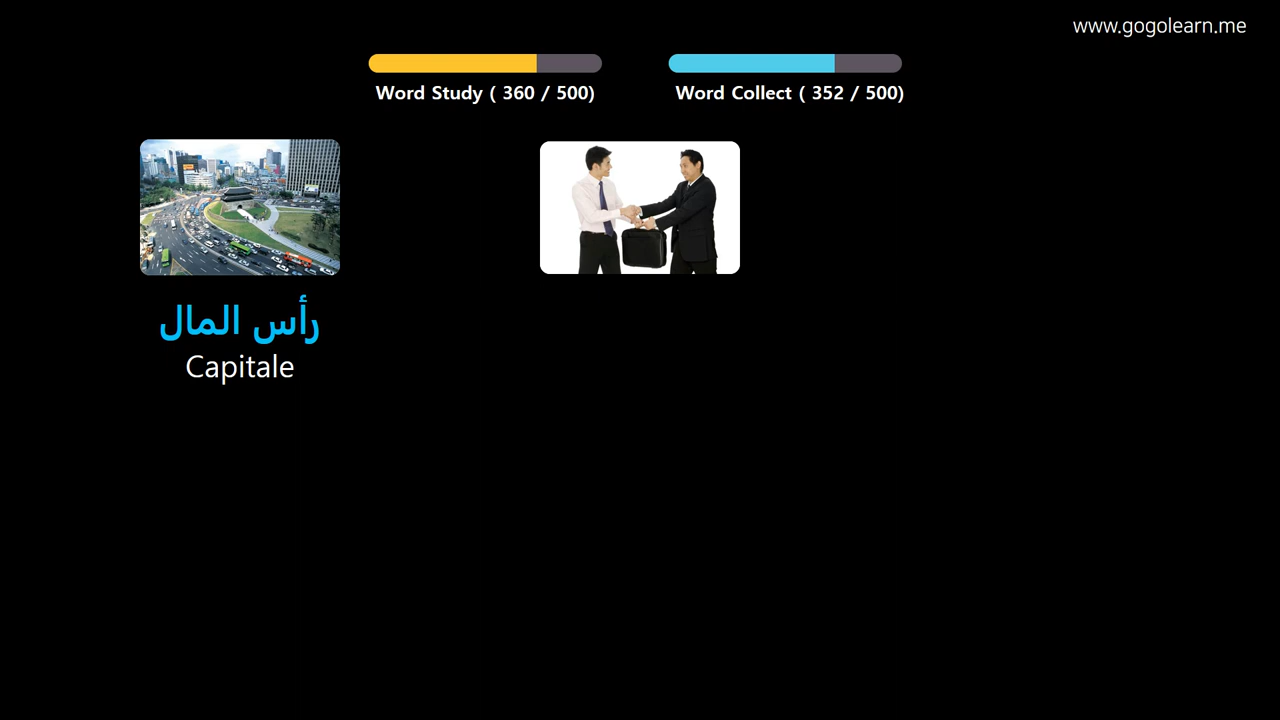 www.gogolearn.me
Word Study ( 360 / 500)
Word Collect ( 352 / 500)
رأس المال
Capitale